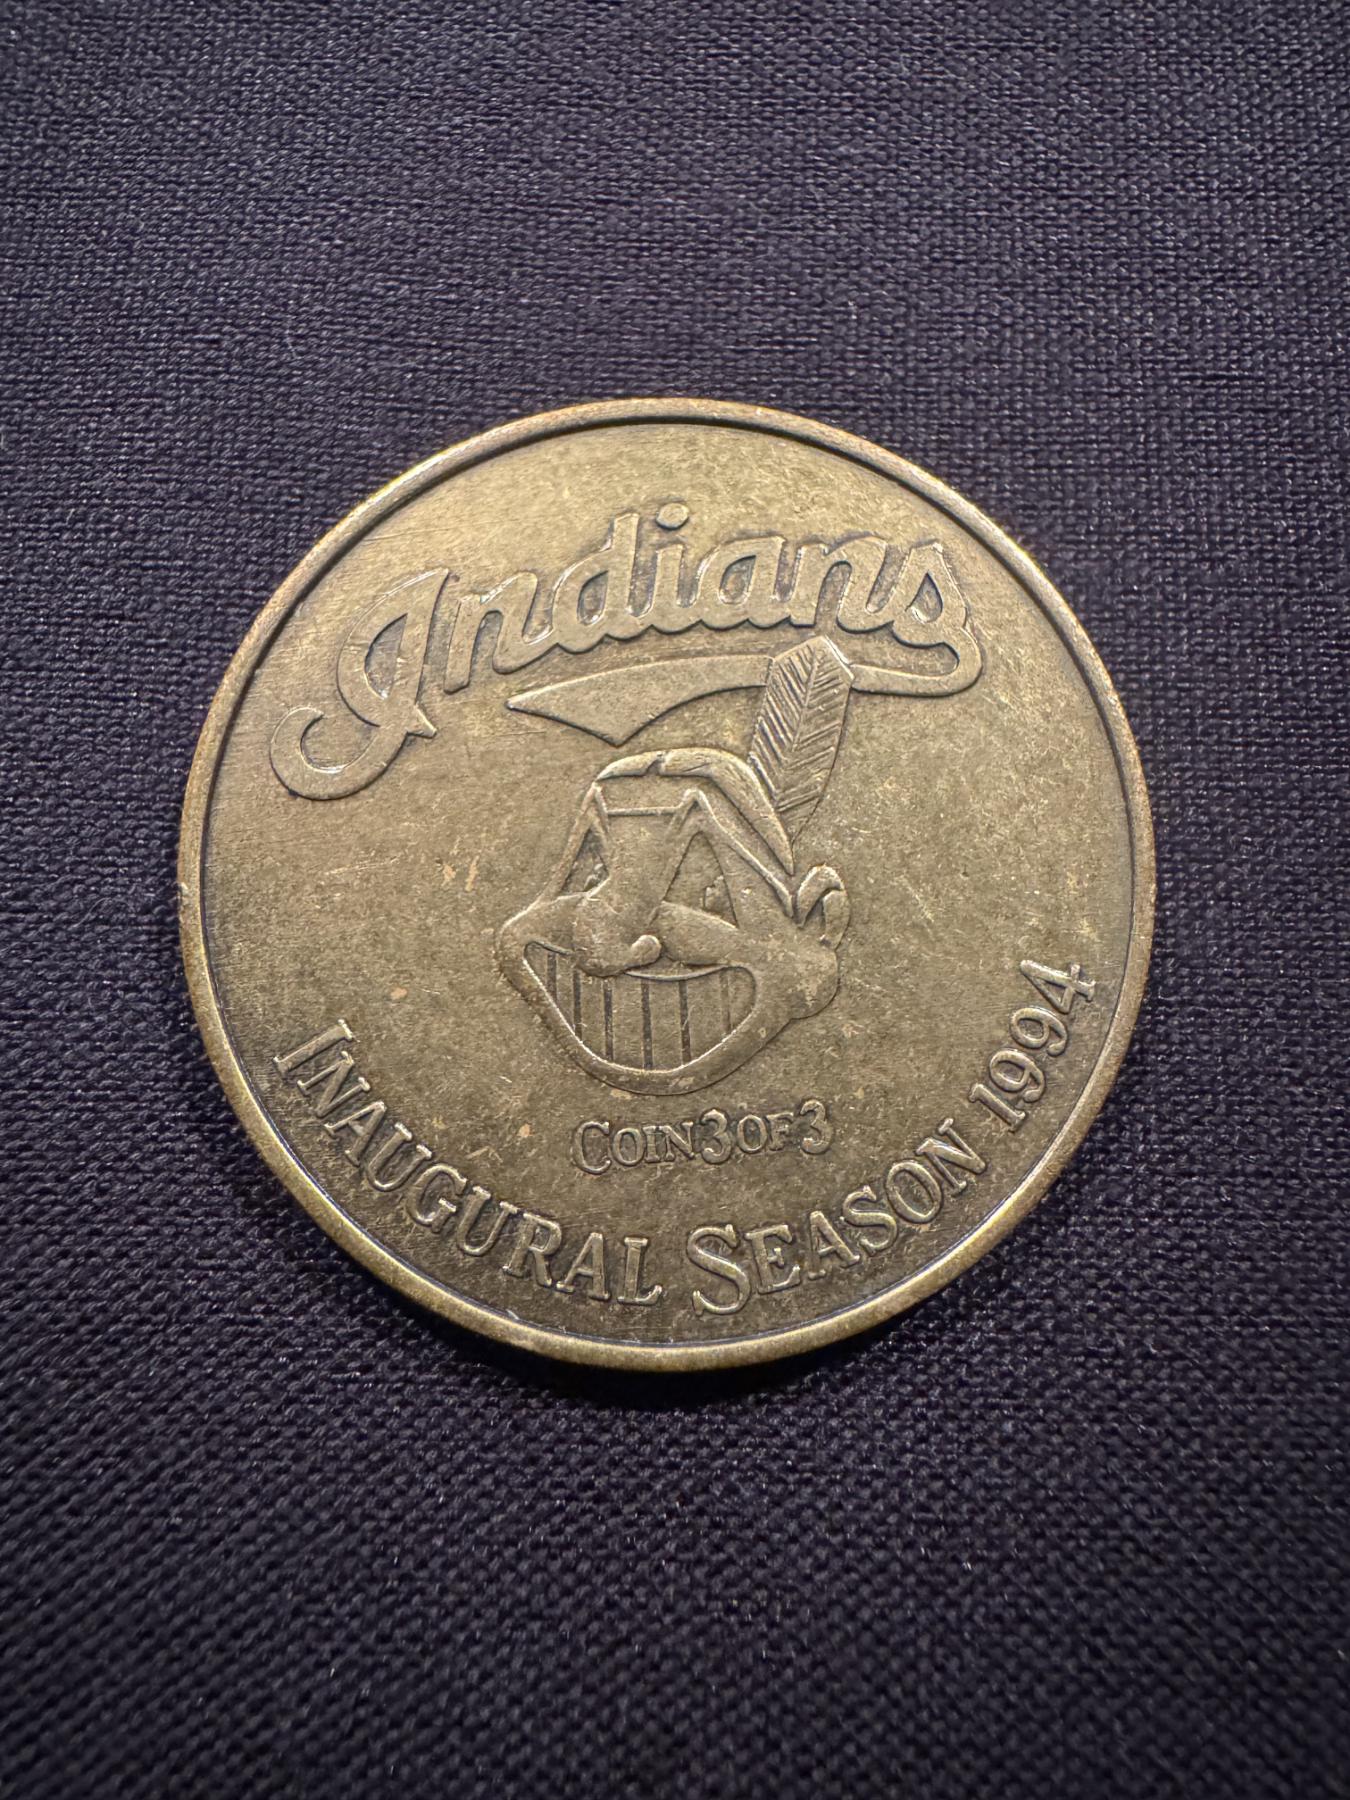 Indians
COIN 3 OF 3
INAUGURAL SEASON 1994